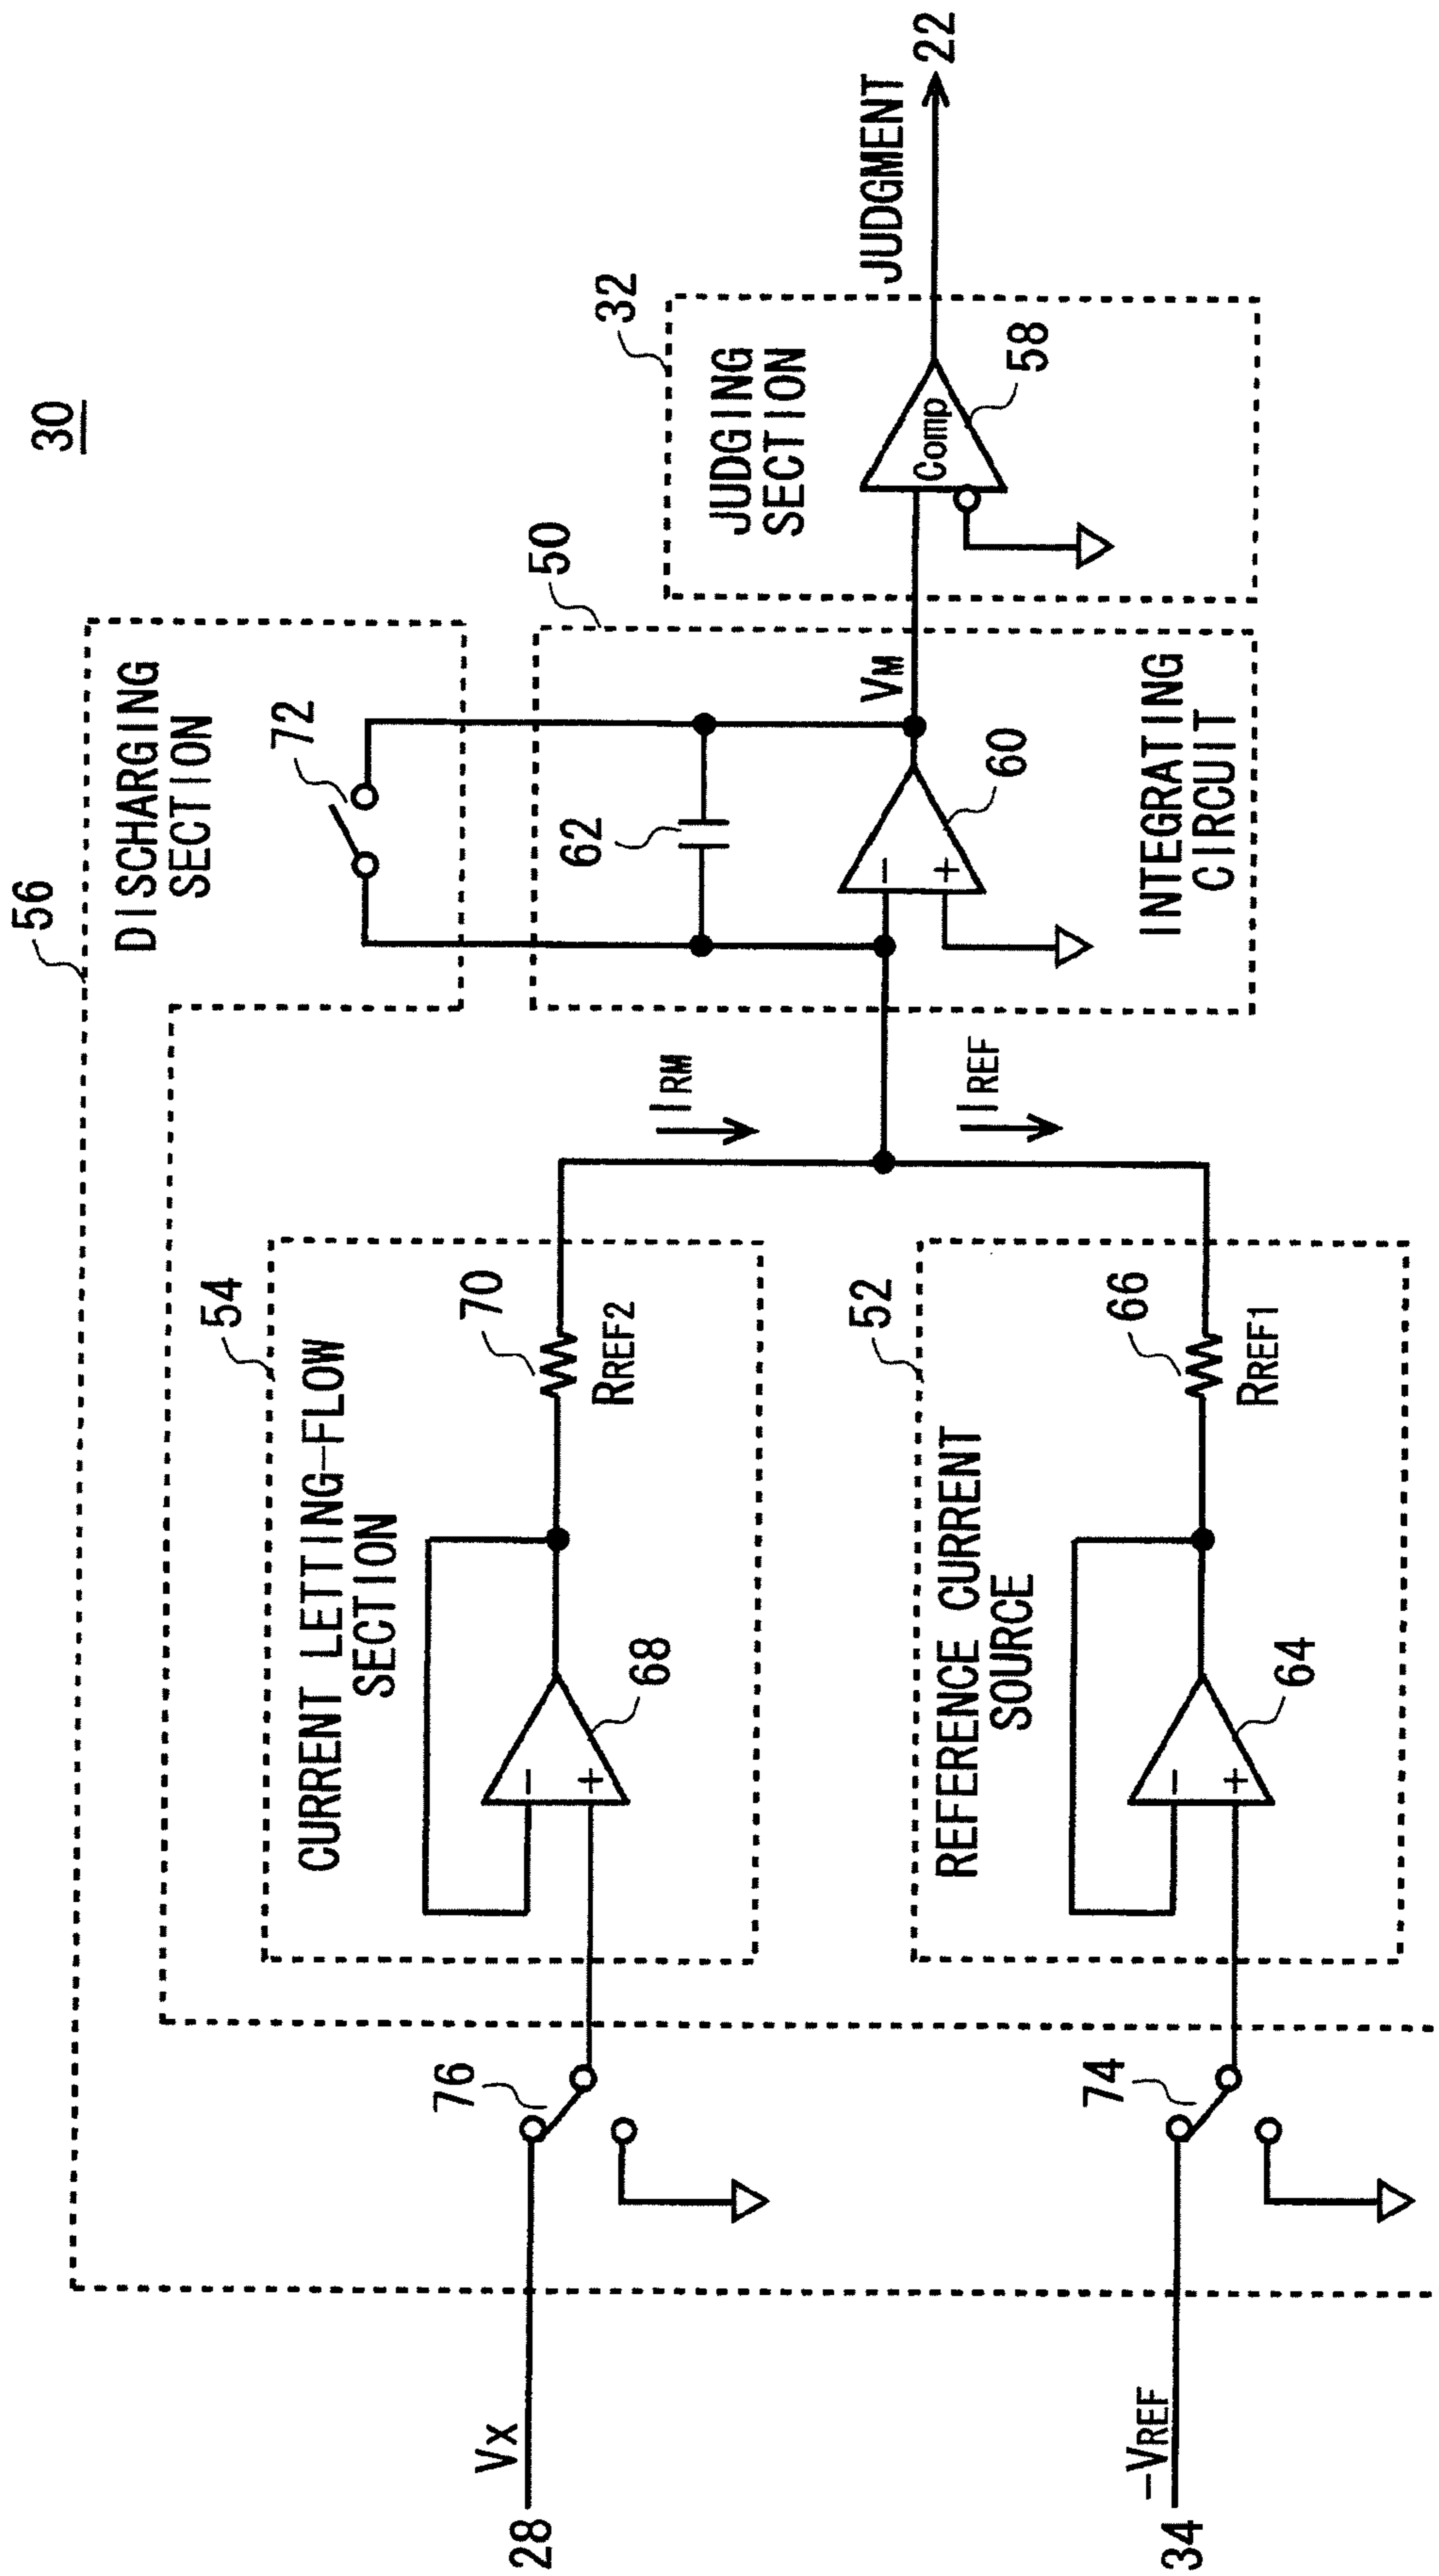 30
56
DISCHARGING
SECTION
72
54
CURRENT LETTING-FLOW
SECTION
70
RREF2
68
−
+
76
VX
28
IRM
IREF
50
62
VM
−
+
60
INTEGRATING
CIRCUIT
32
JUDGING
SECTION
Comp
58
JUDGMENT
22
52
REFERENCE CURRENT
SOURCE
66
RREF1
64
−
+
74
−VREF
34